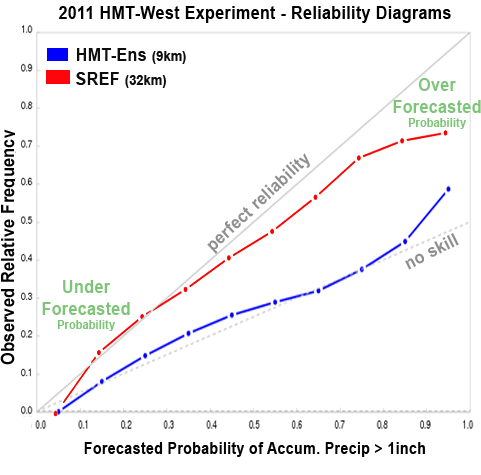 2011 HMT-West Experiment - Reliability Diagrams
1.0
HMT-Ens (9km)
SREF (32km)
0.9
Over
Forecasted
Probability
0.8
0.7
perfect reliability
0.6
Observed Relative Frequency
0.5
no skill
0.4
Under
Forecasted
Probability
0.3
0.2
0.1
0.0
0.0 0.1 0.2 0.3 0.4 0.5 0.6 0.7 0.8 0.9 1.0
Forecasted Probability of Accum. Precip > 1inch